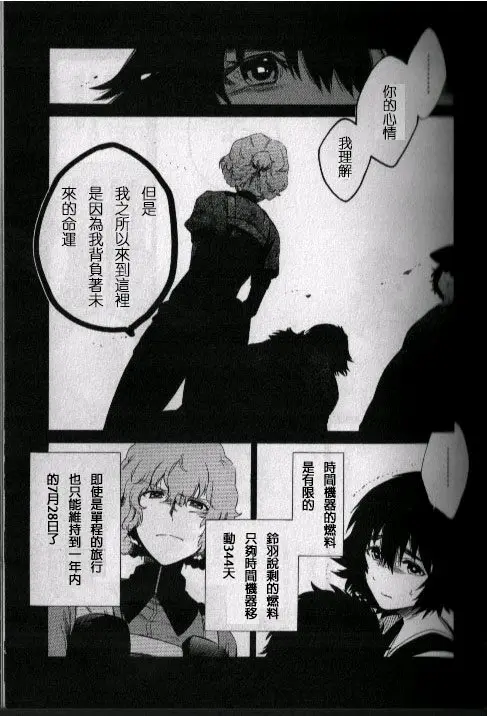 …………
你的心情
我理解
但是
我之所以來到這裡
是因為我背負著未
來的命運
…………
時間機器的燃料
是有限的
鈴羽說剩的燃料
只夠時間機器移
動344天
即使是單程的旅行
也只能維持到一年內
的7月28日了